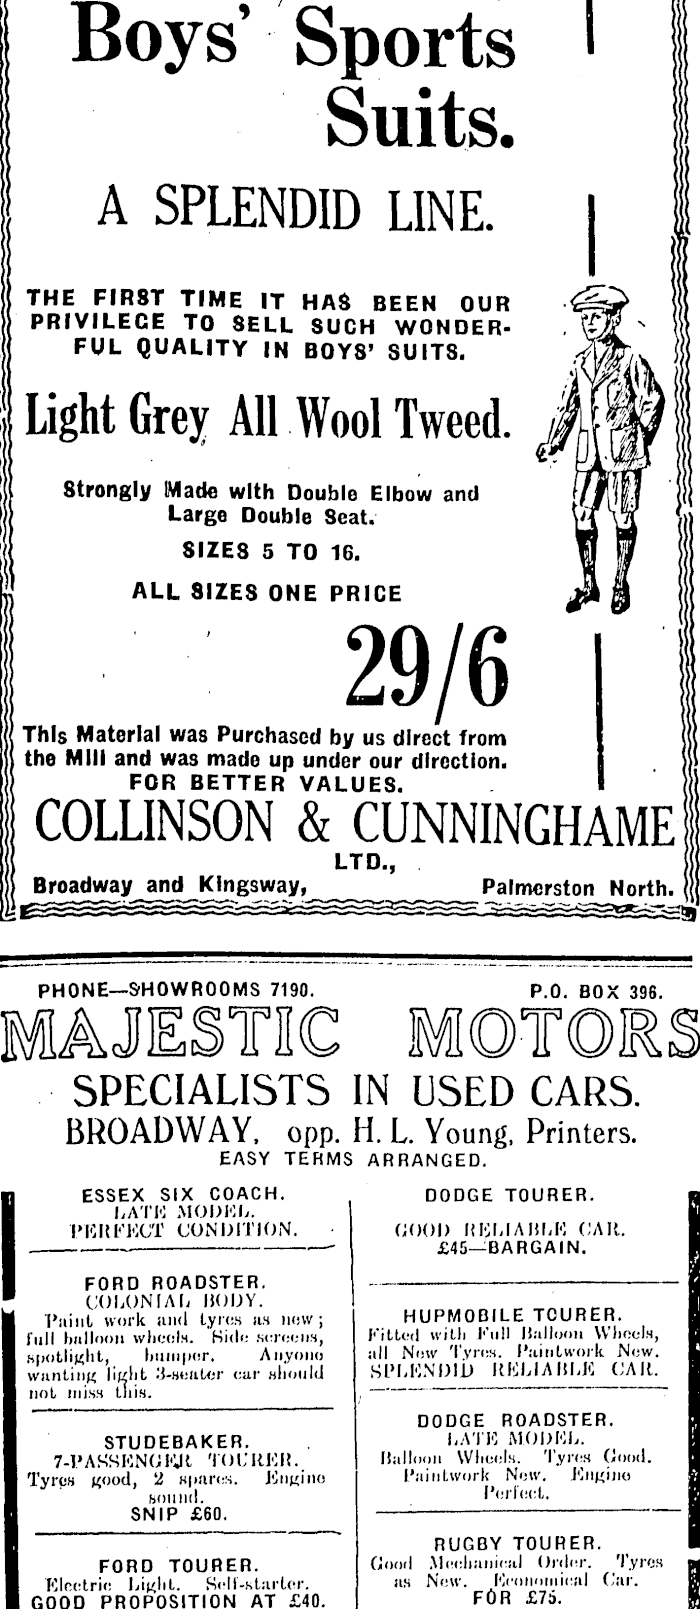 Boys' Sports
Suits.
A SPLENDID LINE.
THE FIRST TIME IT HAS BEEN OUR
PRIVILEGE TO SELL SUCH WONDER-
FUL QUALITY IN BOYS' SUITS.
Light Grey All Wool Tweed.
Strongly Made with Double Elbow and
Large Double Seat.
SIZES 5 TO 16.
ALL SIZES ONE PRICE
29/6
This Material was Purchased by us direct from
the Mill and was made up under our direction.
FOR BETTER VALUES.
COLLINSON & CUNNINGHAME
LTD.,
Broadway and Kingsway, Palmerston North.
PHONE—SHOWROOMS 7190. P.O. BOX 396.
MAJESTIC MOTORS
SPECIALISTS IN USED CARS.
BROADWAY, opp. H. L. Young, Printers.
EASY TERMS ARRANGED.
ESSEX SIX COACH.
LATE MODEL.
PERFECT CONDITION.
FORD ROADSTER.
COLONIAL BODY.
Paint work and tyres as new;
full balloon wheels. Side screens,
spotlight, bumper. Anyone
wanting light 3-seater car should
not miss this.
STUDEBAKER.
7-PASSENGER TOURER.
Tyres good, 2 spares. Engine
sound.
SNIP £60.
FORD TOURER.
Electric Light. Self-starter.
GOOD PROPOSITION AT £40.
DODGE TOURER.
GOOD RELIABLE CAR.
£45—BARGAIN.
HUPMOBILE TOURER.
Fitted with Full Balloon Wheels,
all New Tyres. Paintwork New.
SPLENDID RELIABLE CAR.
DODGE ROADSTER.
LATE MODEL.
Balloon Wheels. Tyres Good.
Paintwork New. Engine
Perfect.
RUGBY TOURER.
Good Mechanical Order. Tyres
as New. Economical Car.
FOR £75.